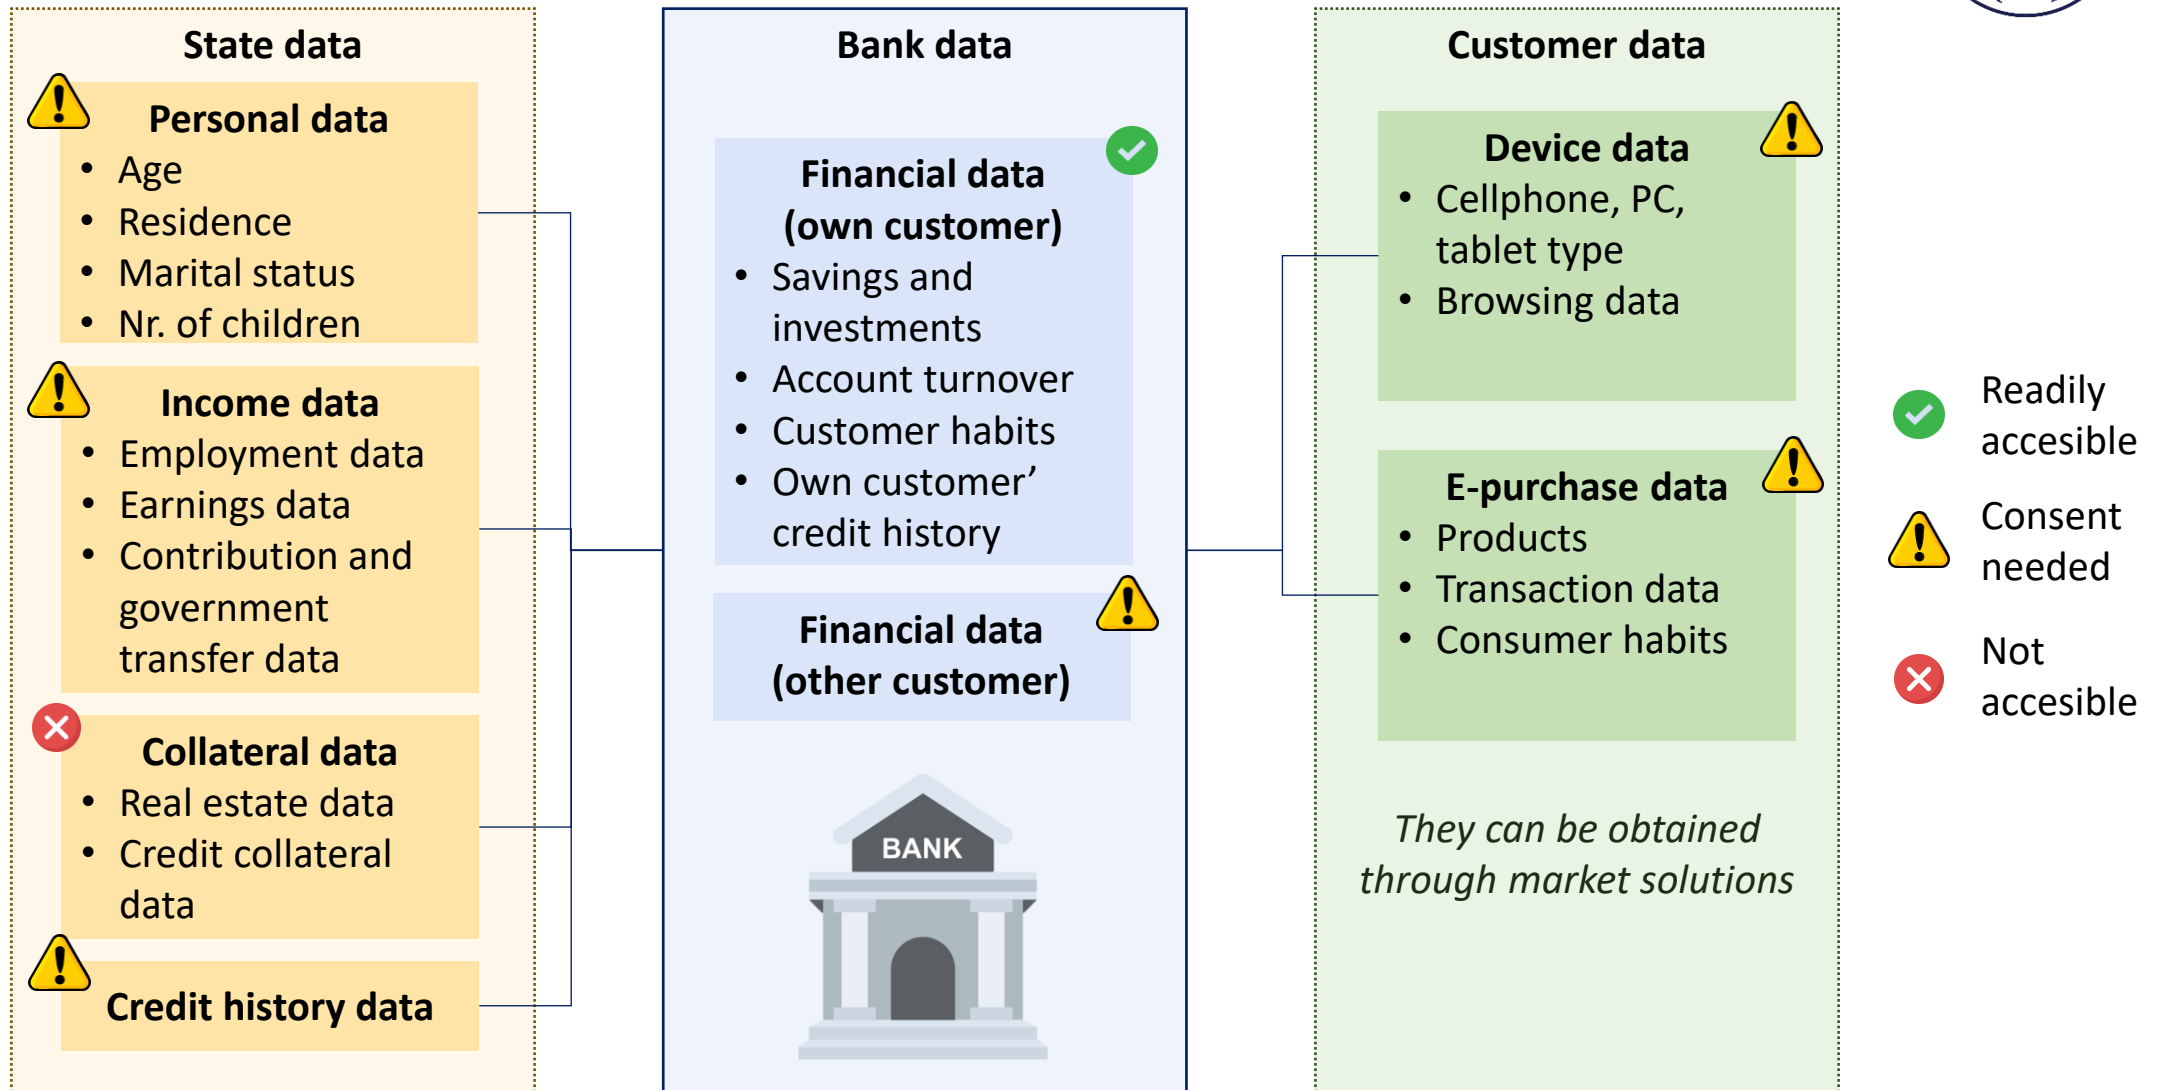 State data
Personal data
• Age
• Residence
• Marital status
• Nr. of children
Income data
• Employment data
• Earnings data
• Contribution and
government
transfer data
Collateral data
• Real estate data
• Credit collateral
data
Credit history data
Bank data
Financial data
(own customer)
• Savings and
investments
• Account turnover
• Customer habits
• Own customer’
credit history
Financial data
(other customer)
BANK
Customer data
Device data
• Cellphone, PC,
tablet type
• Browsing data
E-purchase data
• Products
• Transaction data
• Consumer habits
They can be obtained
through market solutions
Readily
accesible
Consent
needed
Not
accesible